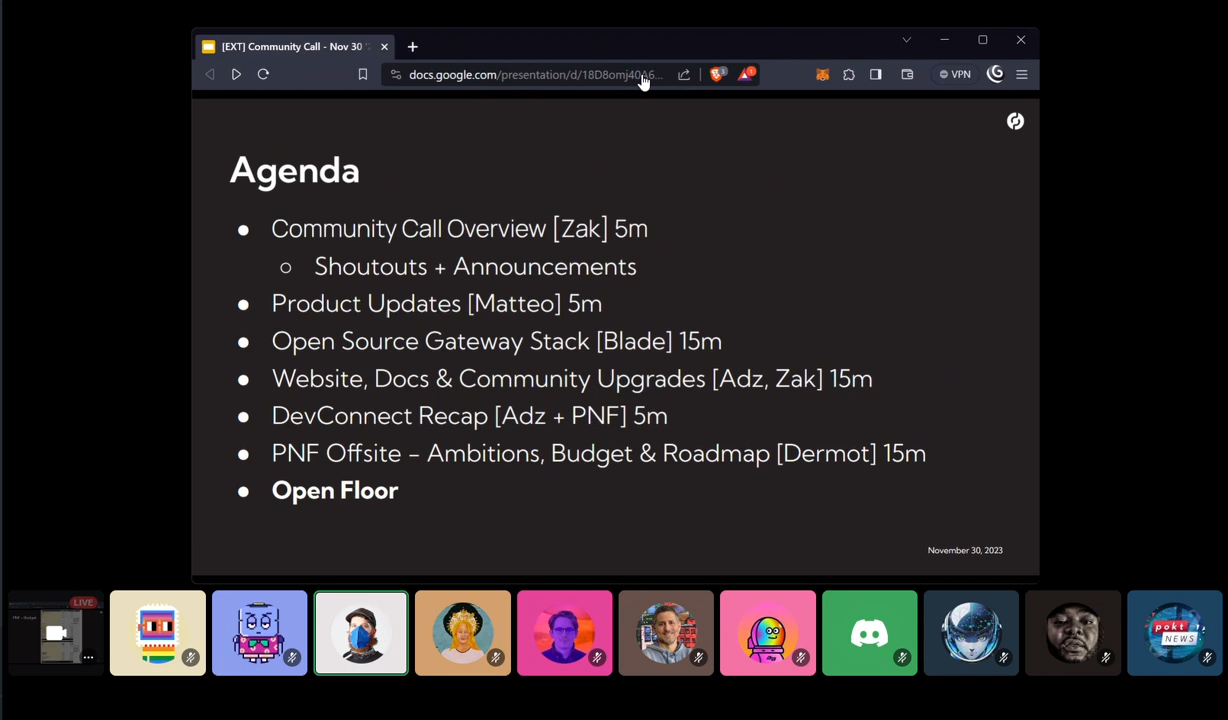 [EXT] Community Call - Nov 30 '
docs.google.com/presentation/d/18D8omj40A6...
VPN
Agenda
Community Call Overview [Zak] 5m
Shoutouts + Announcements
Product Updates [Matteo] 5m
Open Source Gateway Stack [Blade] 15m
Website, Docs & Community Upgrades [Adz, Zak] 15m
DevConnect Recap [Adz + PNF] 5m
PNF Offsite – Ambitions, Budget & Roadmap [Dermot] 15m
Open Floor
November 30, 2023
LIVE
pokt
NEWS